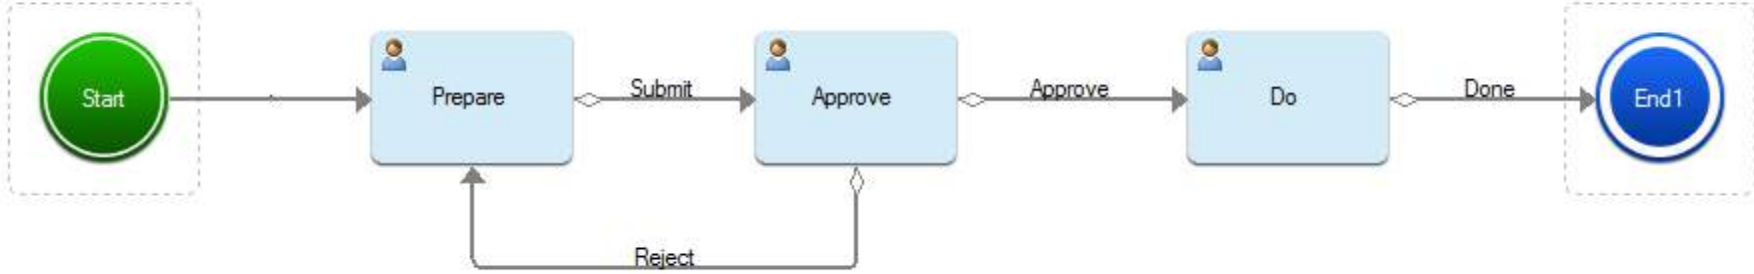 Start
Prepare
Submit
Approve
Approve
Do
Done
End1
Reject